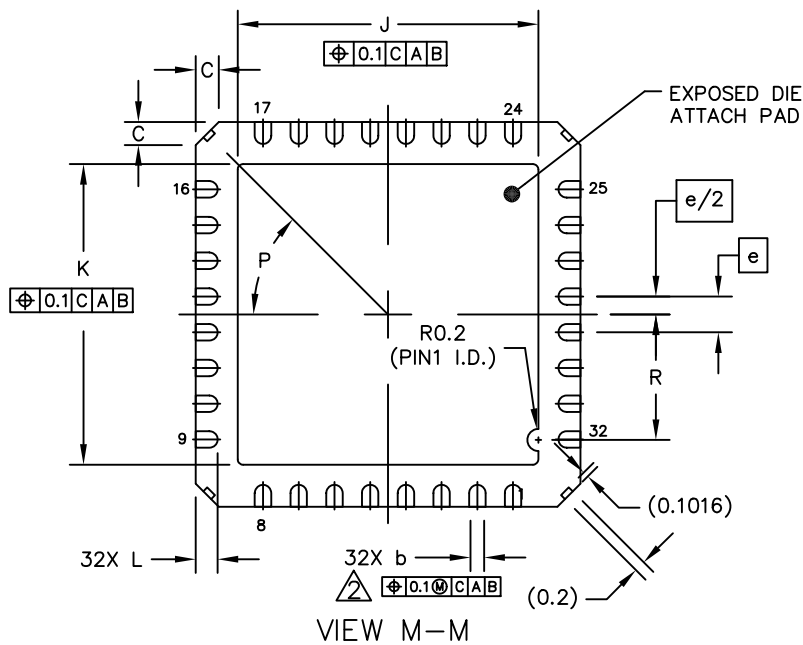 J
⌖ 0.1 C A B
C
17
24
EXPOSED DIE
ATTACH PAD
C
16
25
e/2
K
P
e
⌖ 0.1 C A B
R0.2
(PIN1 I.D.)
R
9
32
1
8
(0.1016)
32X L
32X b
2
⌖ 0.1 Ⓜ C A B
(0.2)
VIEW M-M